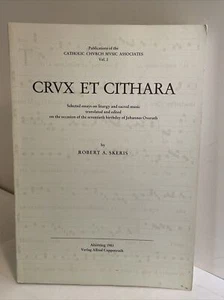 Publications of the
CATHOLIC CHVRCH MVSIC ASSOCIATES
Vol. 2
CRVX ET CITHARA
Selected essays on liturgy and sacred music
translated and edited
on the occasion of the seventieth birthday of Johannes Overath
by
ROBERT A. SKERIS
Altötting 1983
Verlag Alfred Coppenrath